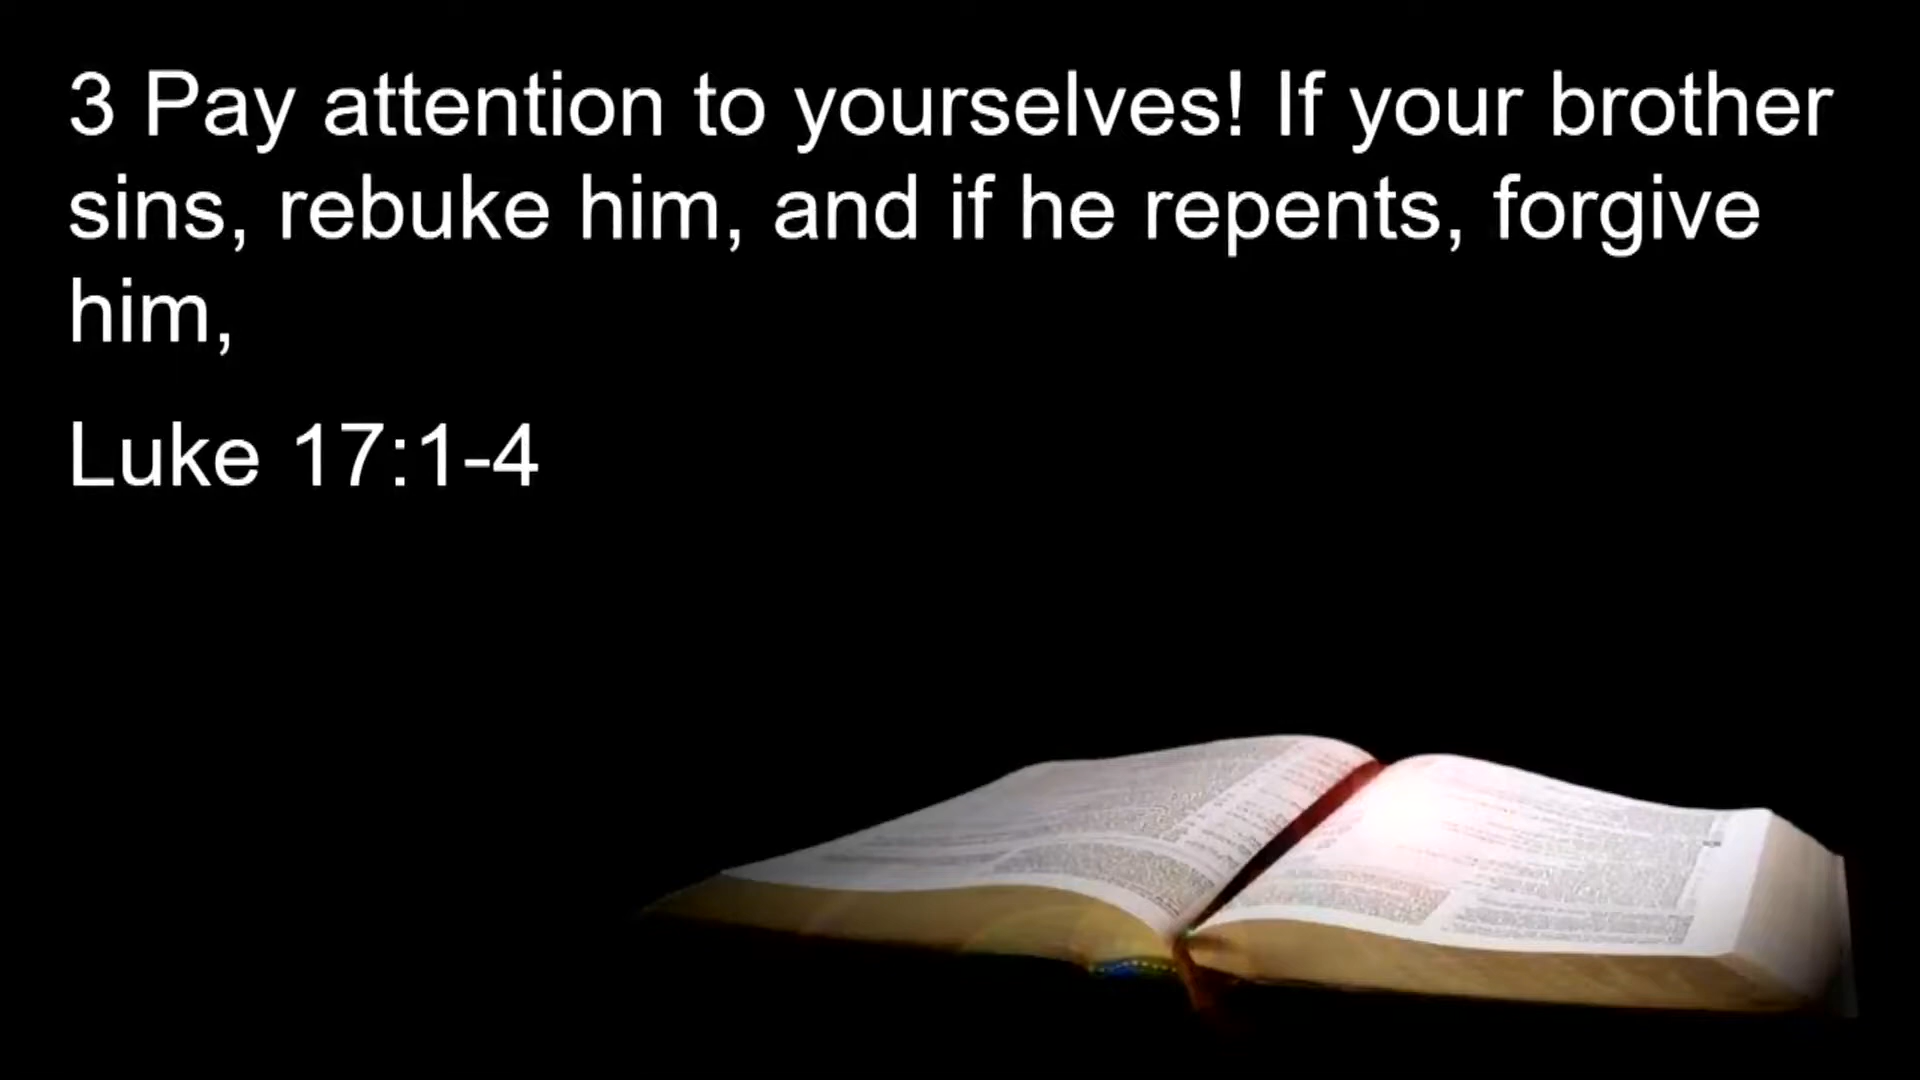 3 Pay attention to yourselves! If your brother
sins, rebuke him, and if he repents, forgive
him,
Luke 17:1-4